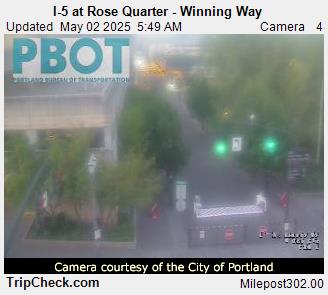 I-5 at Rose Quarter - Winning Way
Updated May 02 2025 5:49 AM Camera 4
PBOT
PORTLAND BUREAU OF TRANSPORTATION
Camera courtesy of the City of Portland
TripCheck.com Milepost302.00